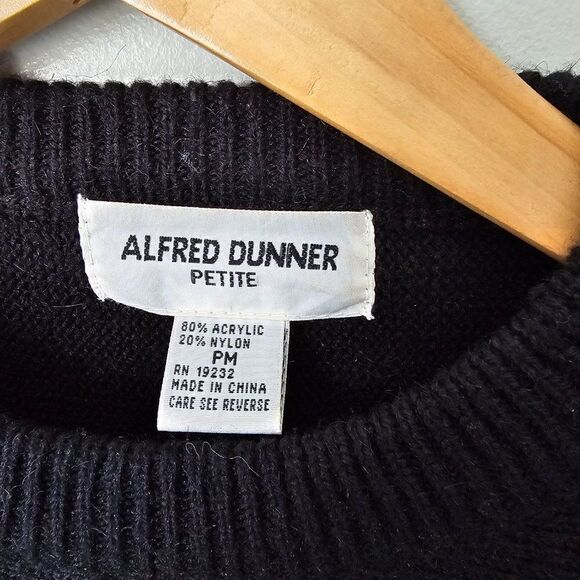 ALFRED DUNNER
PETITE
80% ACRYLIC
20% NYLON
PM
RN 19232
MADE IN CHINA
CARE SEE REVERSE